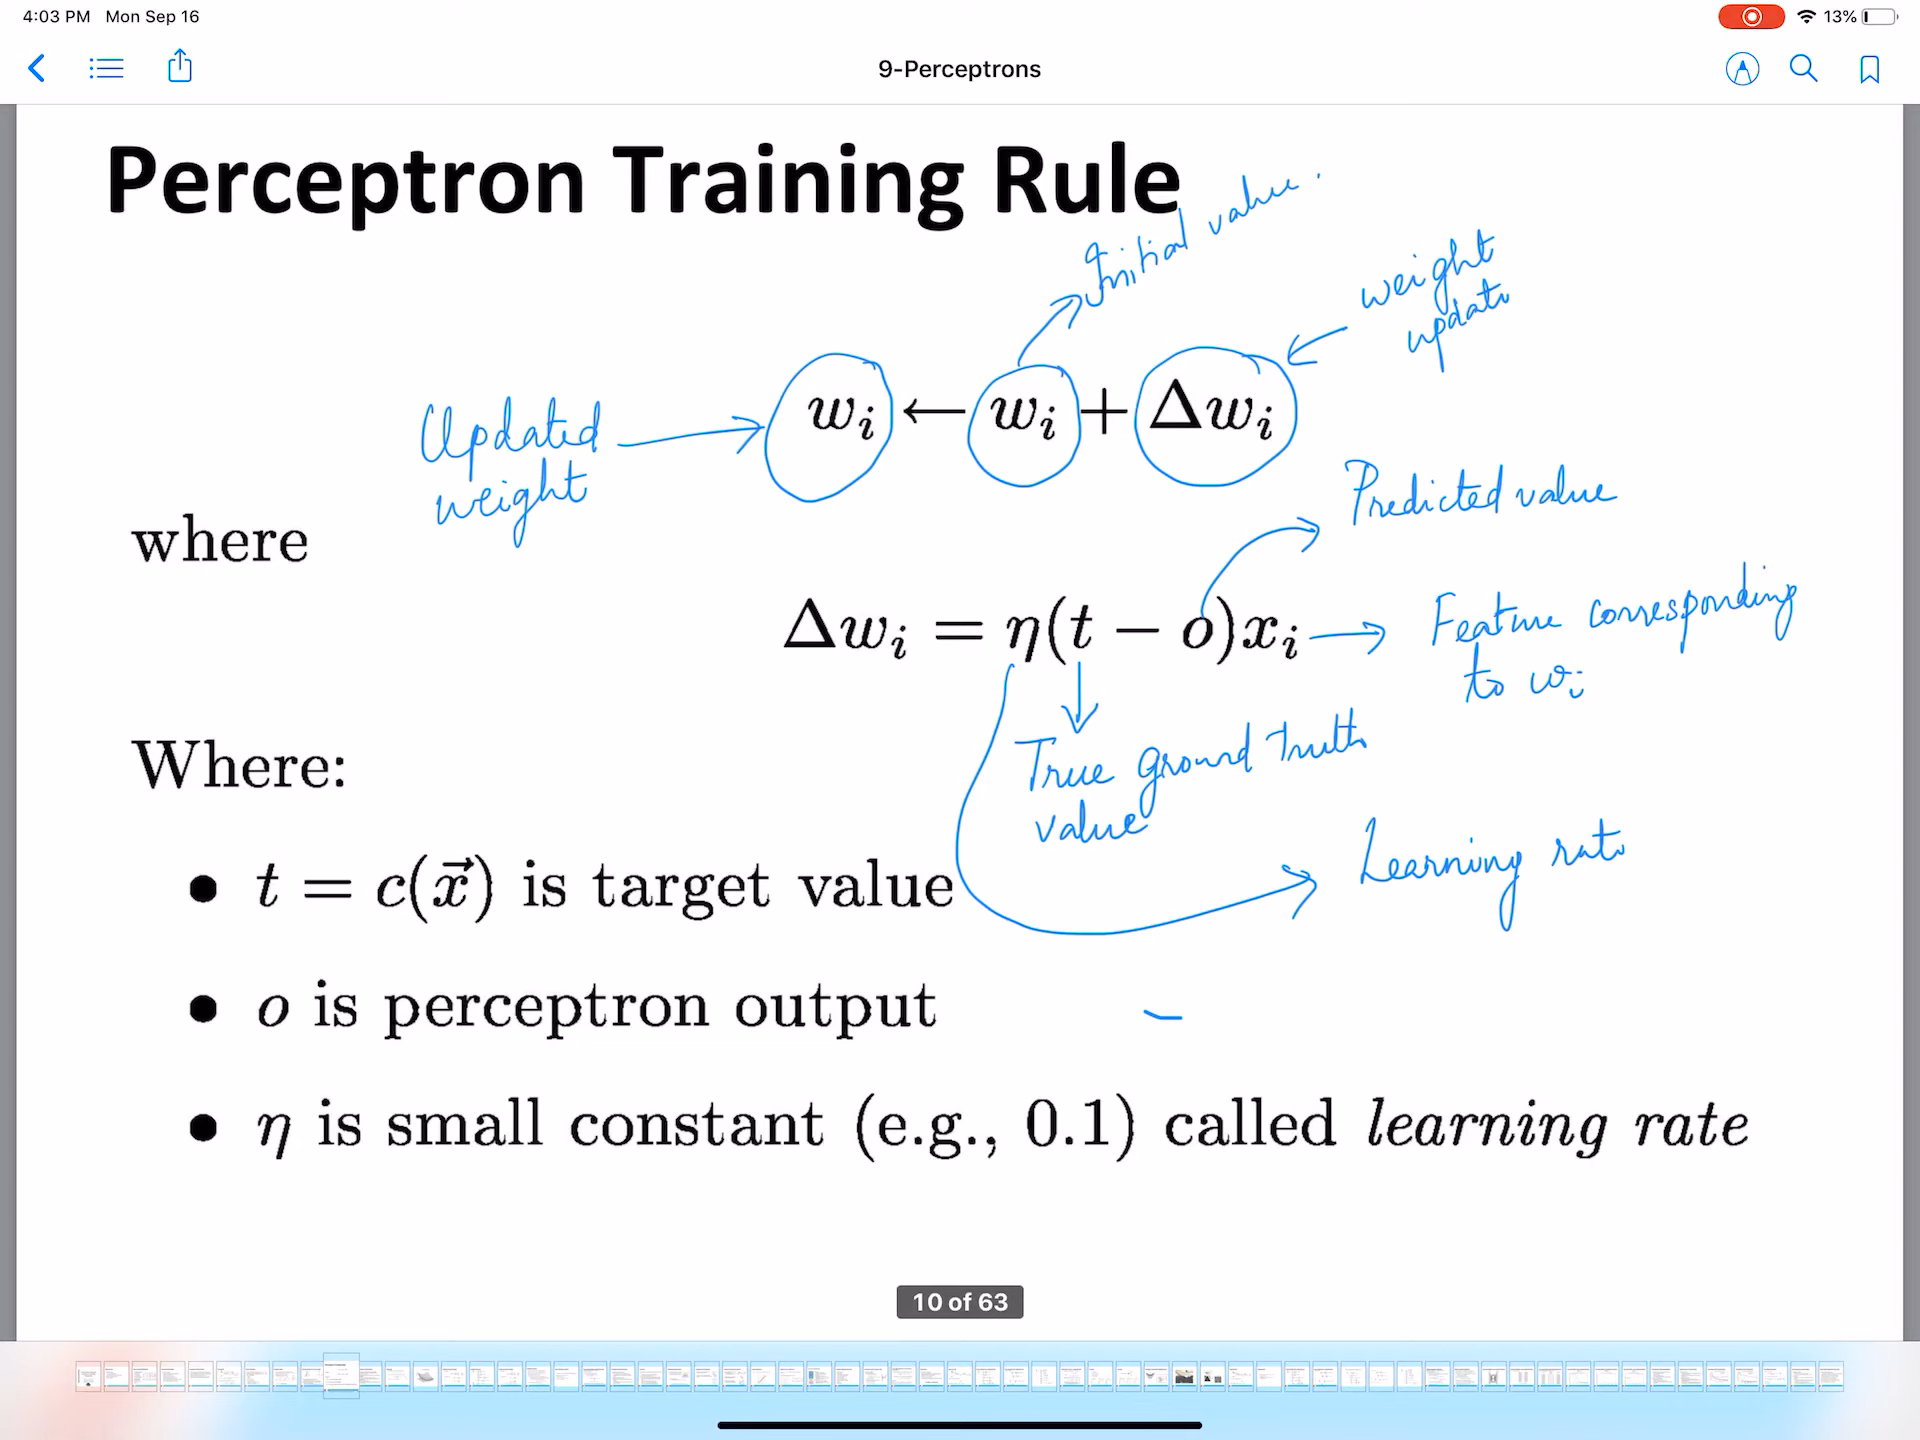 4:03 PM Mon Sep 16
13%
9-Perceptrons
Perceptron Training Rule
Initial value.
weight
update
Updated
weight
wᵢ ← wᵢ + Δwᵢ
Predicted value
where
Δwᵢ = η(t − o)xᵢ
Feature corresponding
to wᵢ
True ground truth
value
Where:
Learning rate
• t = c(x⃗) is target value
• o is perceptron output
• η is small constant (e.g., 0.1) called learning rate
10 of 63